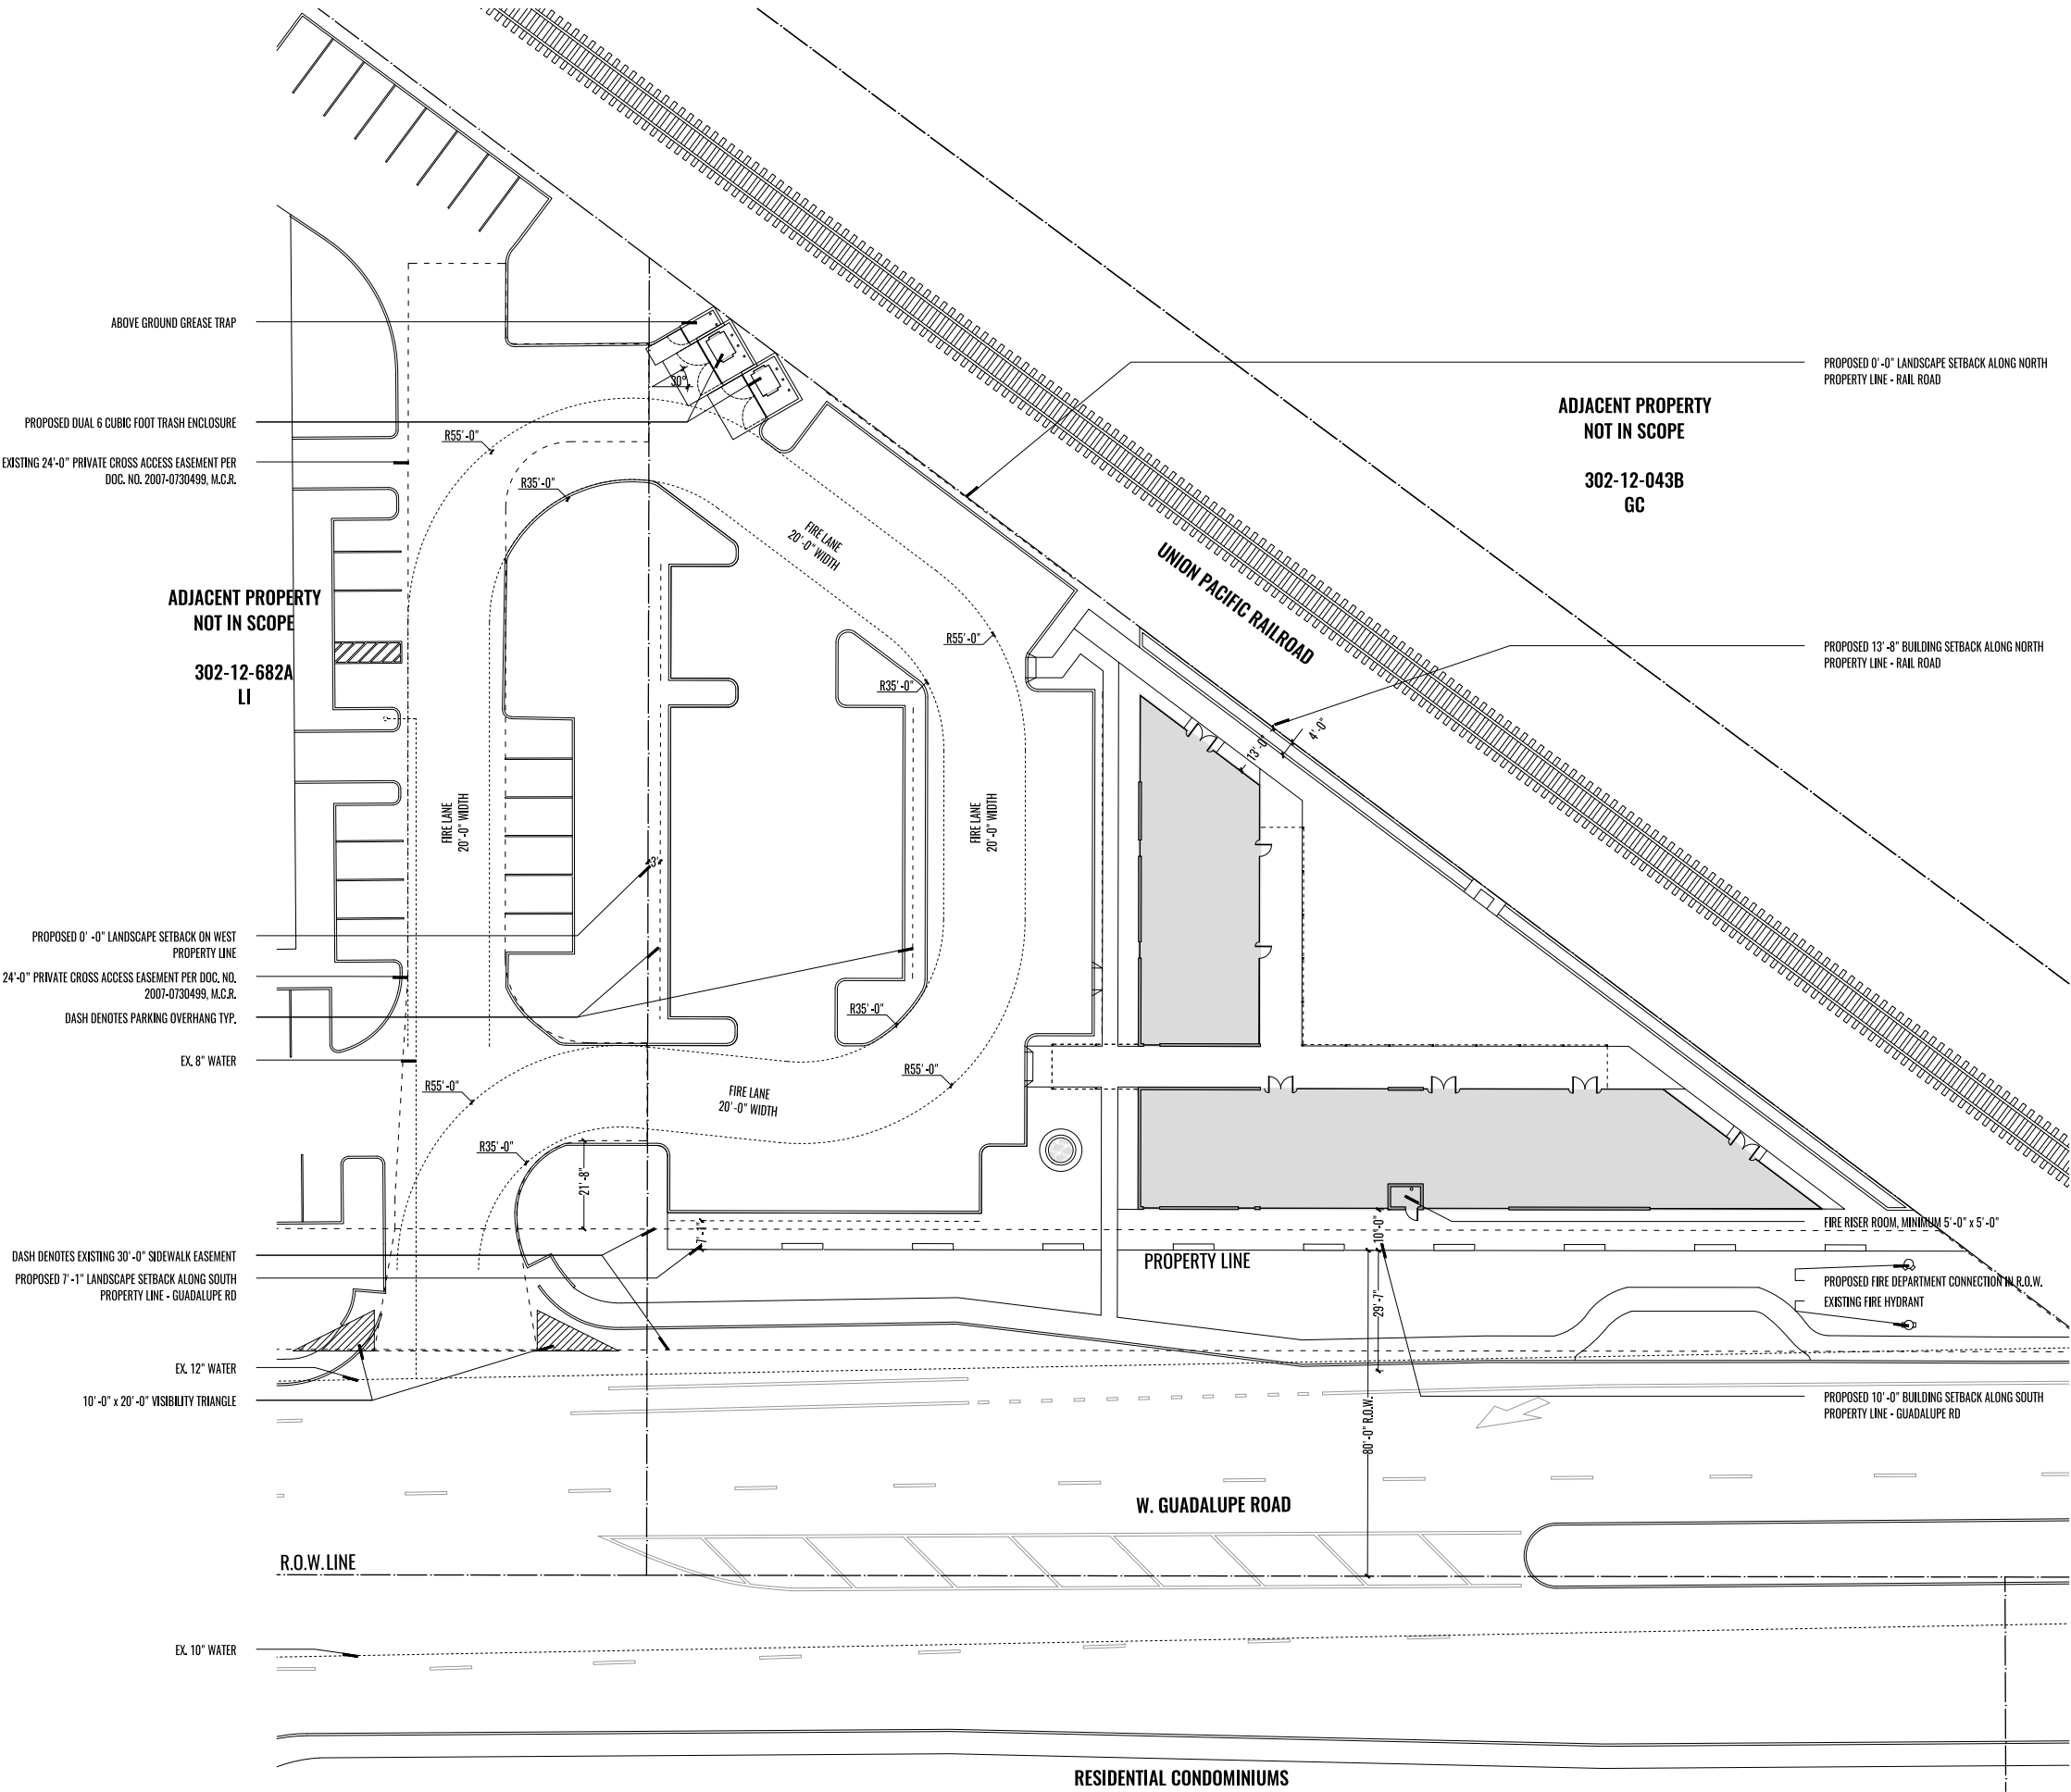 ABOVE GROUND GREASE TRAP
PROPOSED DUAL 6 CUBIC FOOT TRASH ENCLOSURE
EXISTING 24'-0" PRIVATE CROSS ACCESS EASEMENT PER
DOC. NO. 2007-0730499, M.C.R.
ADJACENT PROPERTY
NOT IN SCOPE
302-12-682A
LI
PROPOSED 0'-0" LANDSCAPE SETBACK ON WEST
PROPERTY LINE
24'-0" PRIVATE CROSS ACCESS EASEMENT PER DOC. NO.
2007-0730499, M.C.R.
DASH DENOTES PARKING OVERHANG TYP.
EX. 8" WATER
DASH DENOTES EXISTING 30'-0" SIDEWALK EASEMENT
PROPOSED 7'-1" LANDSCAPE SETBACK ALONG SOUTH
PROPERTY LINE - GUADALUPE RD
EX. 12" WATER
10'-0" x 20'-0" VISIBILITY TRIANGLE
R.O.W. LINE
EX. 10" WATER
30°
R55'-0"
R35'-0"
FIRE LANE
20'-0" WIDTH
R55'-0"
R35'-0"
FIRE LANE
20'-0" WIDTH
FIRE LANE
20'-0" WIDTH
3'
R35'-0"
R55'-0"
R55'-0"
FIRE LANE
20'-0" WIDTH
R35'-0"
21'-8"
7'-1"
UNION PACIFIC RAILROAD
13'-0"
4'-0"
10'-0"
PROPERTY LINE
29'-7"
80'-0" R.O.W.
W. GUADALUPE ROAD
RESIDENTIAL CONDOMINIUMS
PROPOSED 0'-0" LANDSCAPE SETBACK ALONG NORTH
PROPERTY LINE - RAIL ROAD
ADJACENT PROPERTY
NOT IN SCOPE
302-12-043B
GC
PROPOSED 13'-8" BUILDING SETBACK ALONG NORTH
PROPERTY LINE - RAIL ROAD
FIRE RISER ROOM, MINIMUM 5'-0" x 5'-0"
PROPOSED FIRE DEPARTMENT CONNECTION IN R.O.W.
EXISTING FIRE HYDRANT
PROPOSED 10'-0" BUILDING SETBACK ALONG SOUTH
PROPERTY LINE - GUADALUPE RD